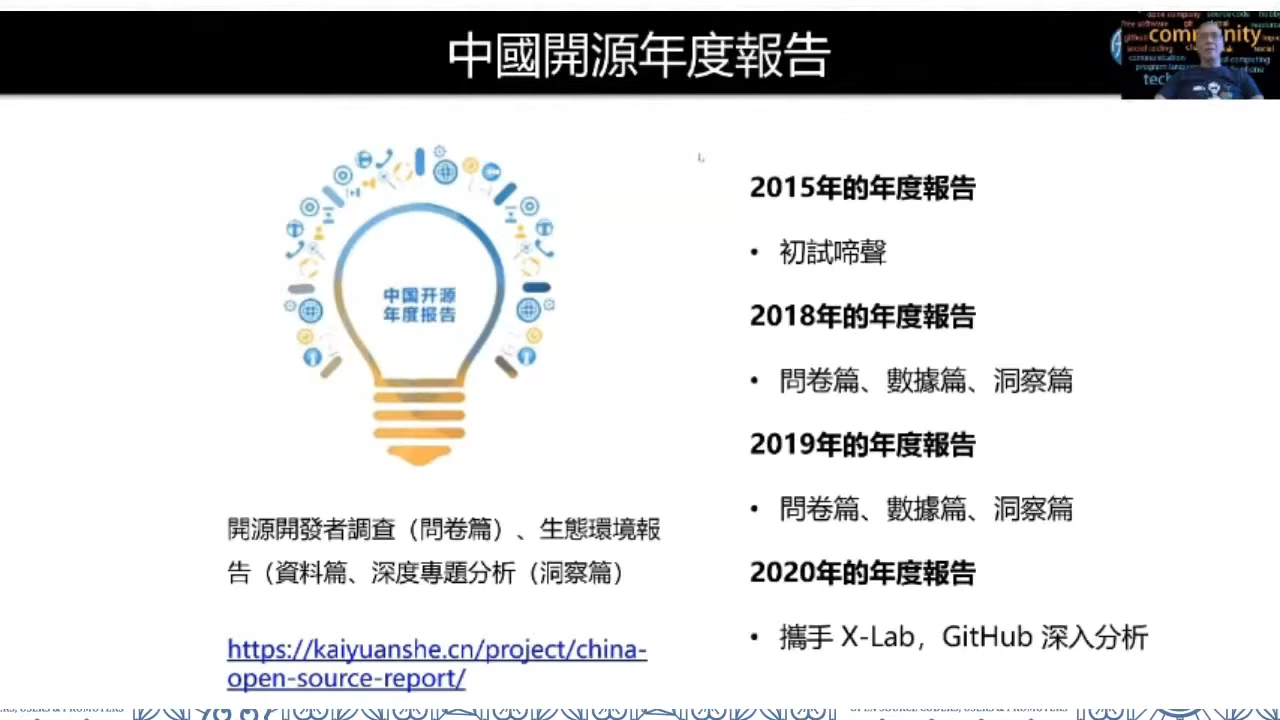 中國開源年度報告
community
中国开源
年度报告
開源開發者調查（問卷篇）、生態環境報
告（資料篇、深度專題分析（洞察篇）
https://kaiyuanshe.cn/project/china-
open-source-report/
2015年的年度報告
• 初試啼聲
2018年的年度報告
• 問卷篇、數據篇、洞察篇
2019年的年度報告
• 問卷篇、數據篇、洞察篇
2020年的年度報告
• 攜手 X-Lab，GitHub 深入分析
OPEN SOURCE CODERS, USERS & PROMOTERS